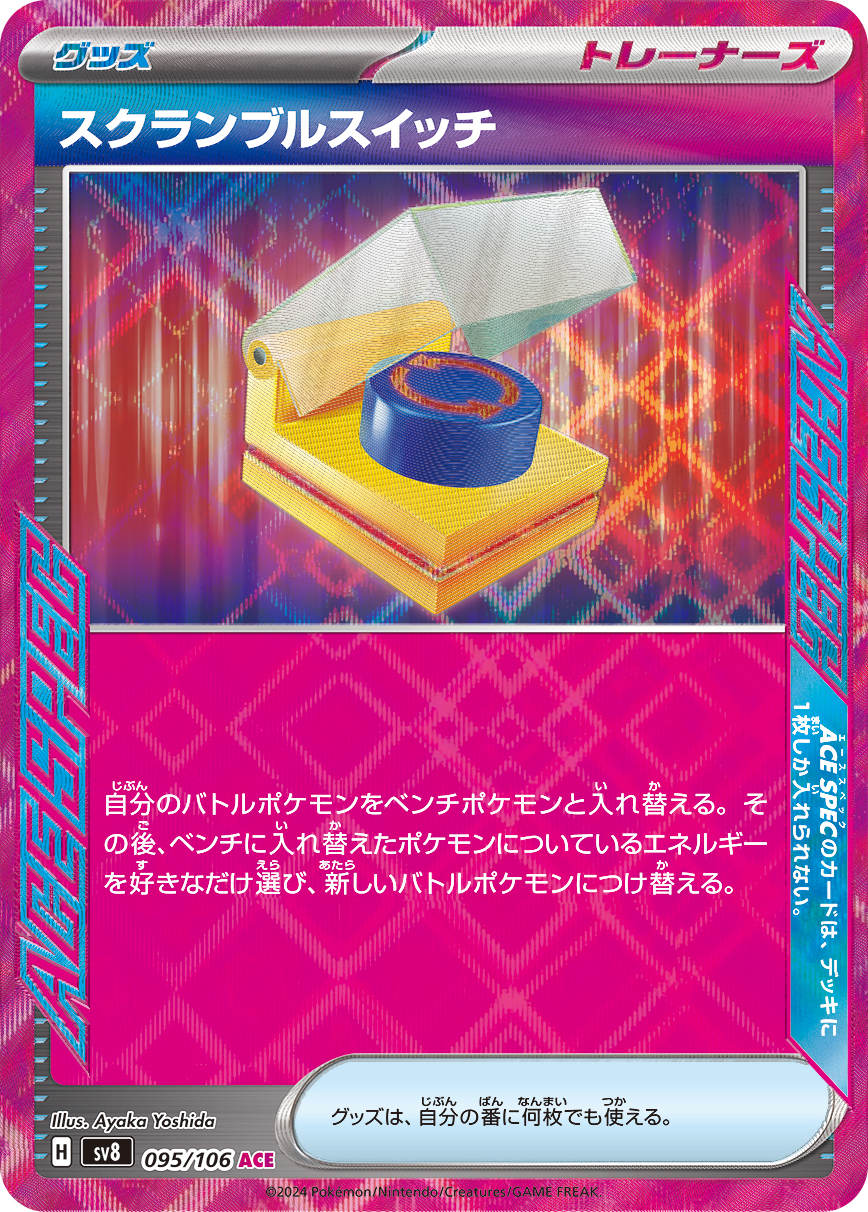 グッズ
トレーナーズ
スクランブルスイッチ
ACE SPEC
ACE SPEC
自分のバトルポケモンをベンチポケモンと入れ替える。そ
の後、ベンチに入れ替えたポケモンについているエネルギー
を好きなだけ選び、新しいバトルポケモンにつけ替える。
ACE SPECのカードは、デッキに
1枚しか入れられない。
グッズは、自分の番に何枚でも使える。
Illus. Ayaka Yoshida
H sv8 095/106 ACE
©2024 Pokémon/Nintendo/Creatures/GAME FREAK.